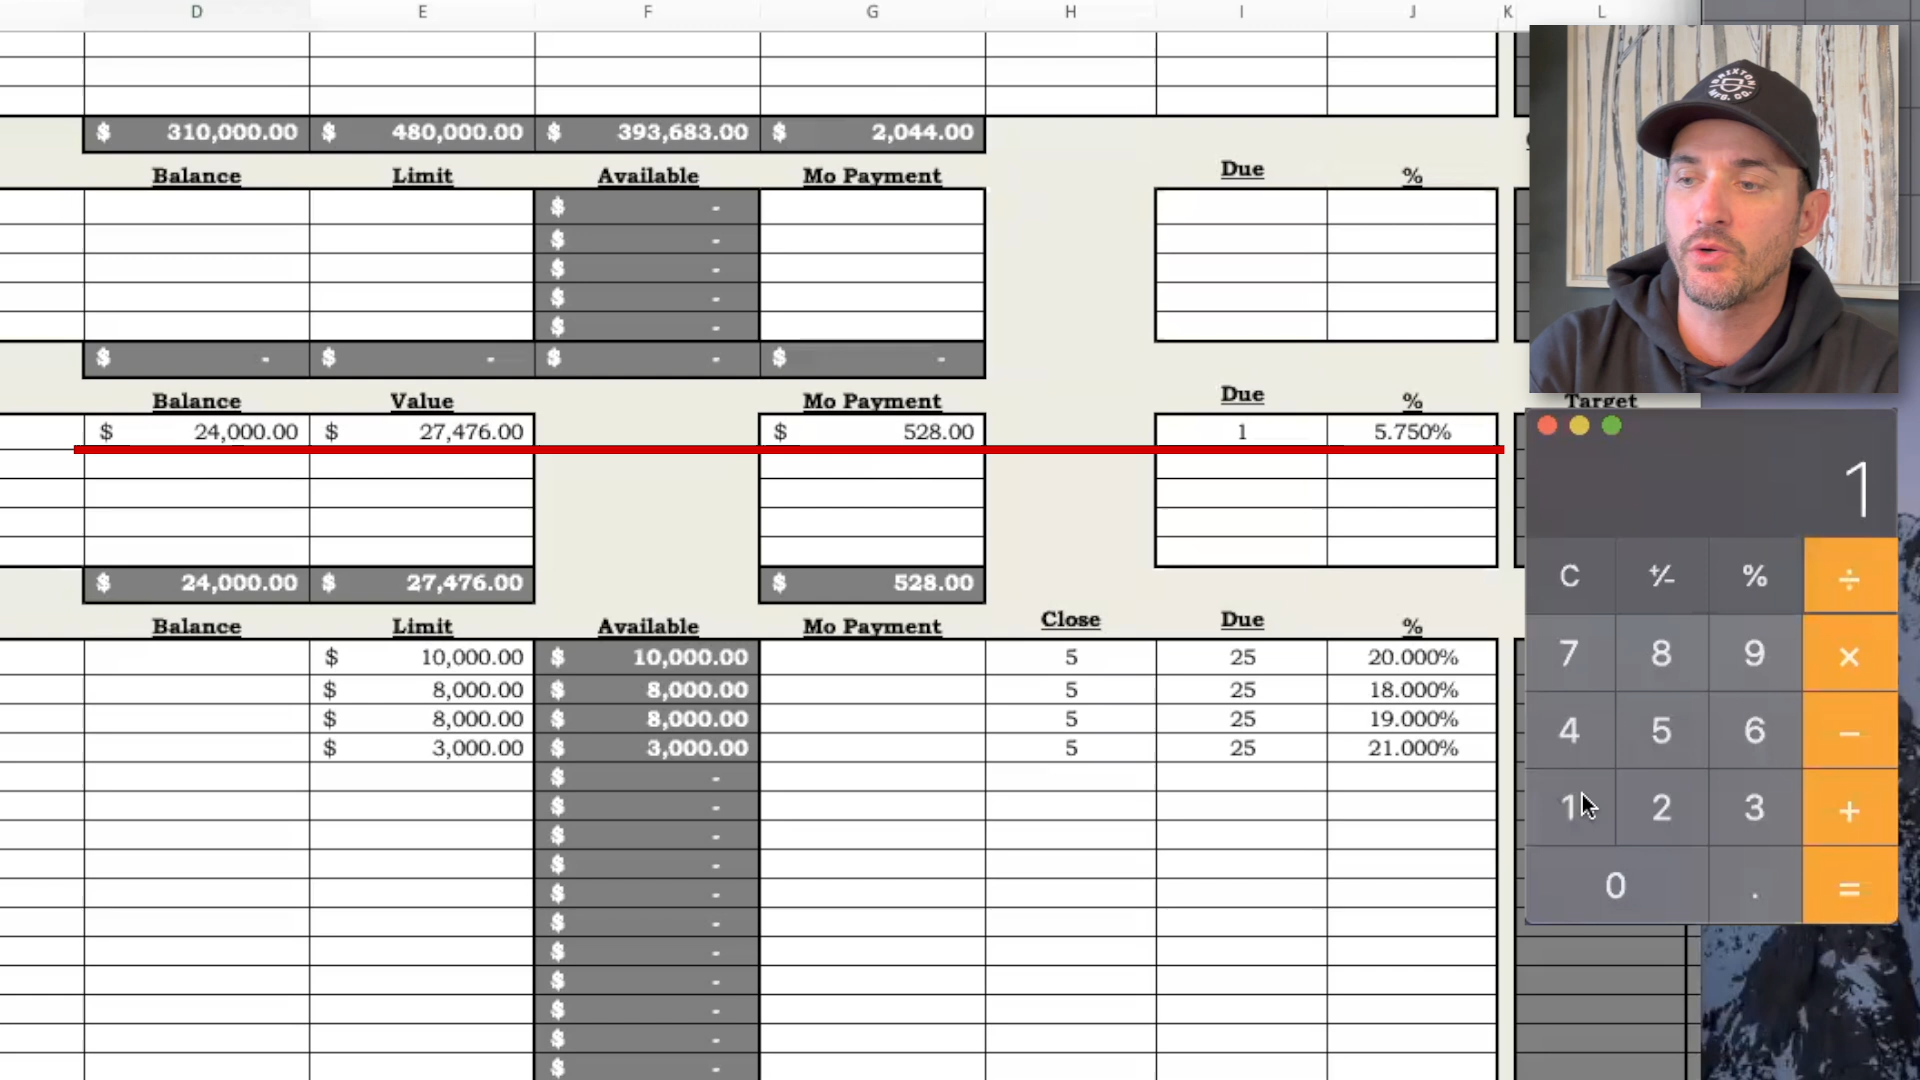 D E F G H I J K L
$ 310,000.00 $ 480,000.00 $ 393,683.00 $ 2,044.00
Balance Limit Available Mo Payment Due %
$ -
$ -
$ -
$ -
$ -
$ - $ - $ - $ -
Balance Value Mo Payment Due % Target
$ 24,000.00 $ 27,476.00 $ 528.00 1 5.750%
$ 24,000.00 $ 27,476.00 $ 528.00
Balance Limit Available Mo Payment Close Due %
$ 10,000.00 $ 10,000.00 5 25 20.000%
$ 8,000.00 $ 8,000.00 5 25 18.000%
$ 8,000.00 $ 8,000.00 5 25 19.000%
$ 3,000.00 $ 3,000.00 5 25 21.000%
$ -
$ -
$ -
$ -
$ -
$ -
$ -
$ -
$ -
$ -
$ -
BRIXTON
MFG. CO.
1
C +/− % ÷
7 8 9 ×
4 5 6 −
1 2 3 +
0 . =